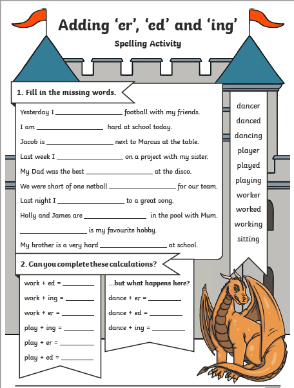 Adding 'er', 'ed' and 'ing'
Spelling Activity
1. Fill in the missing words.
Yesterday I ____________ football with my friends.
I am ____________ hard at school today.
Jacob is ____________ next to Marcus at the table.
Last week I ____________ on a project with my sister.
My Dad was the best ____________ at the disco.
We were short of one netball ____________ for our team.
Last night I ____________ to a great song.
Holly and James are ____________ in the pool with Mum.
____________ is my favourite hobby.
My brother is a very hard ____________ at school.
dancer
danced
dancing
player
played
playing
worker
worked
working
sitting
2. Can you complete these calculations?
work + ed = ________
work + ing = ________
work + er = ________
play + ing = ________
play + er = ________
play + ed = ________
...but what happens here?
dance + er = ________
dance + ed = ________
dance + ing = ________